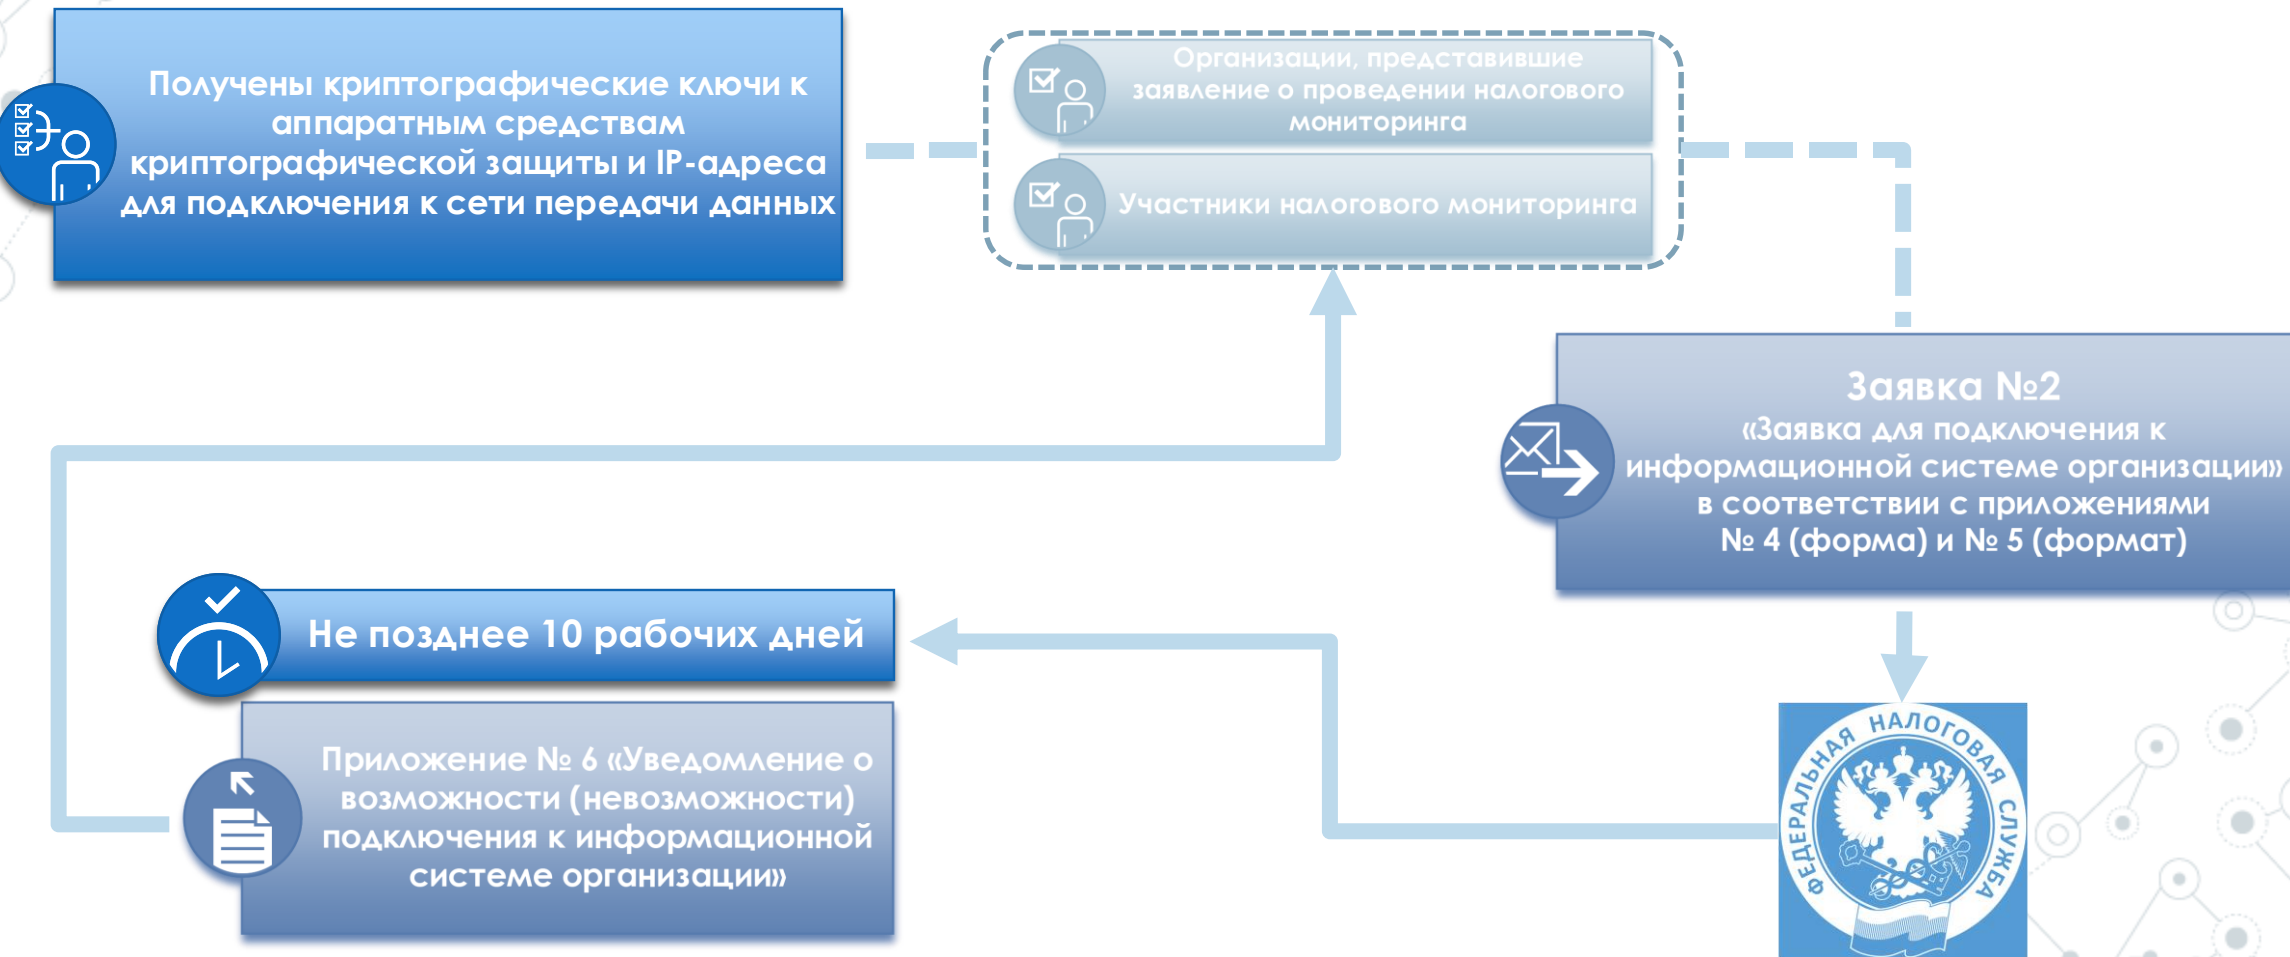 Получены криптографические ключи к
аппаратным средствам
криптографической защиты и IP-адреса
для подключения к сети передачи данных
Организации, представившие
заявление о проведении налогового
мониторинга
Участники налогового мониторинга
Заявка №2
«Заявка для подключения к
информационной системе организации»
в соответствии с приложениями
№ 4 (форма) и № 5 (формат)
Не позднее 10 рабочих дней
Приложение № 6 «Уведомление о
возможности (невозможности)
подключения к информационной
системе организации»
ФЕДЕРАЛЬНАЯ НАЛОГОВАЯ СЛУЖБА